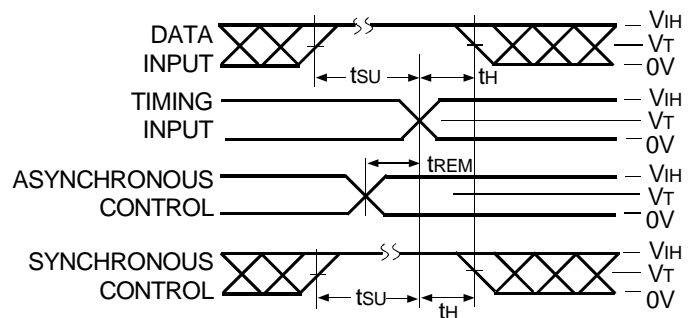 DATA
INPUT
tSU
tH
VIH
VT
0V
TIMING
INPUT
VIH
VT
0V
tREM
ASYNCHRONOUS
CONTROL
VIH
VT
0V
SYNCHRONOUS
CONTROL
tSU
tH
VIH
VT
0V